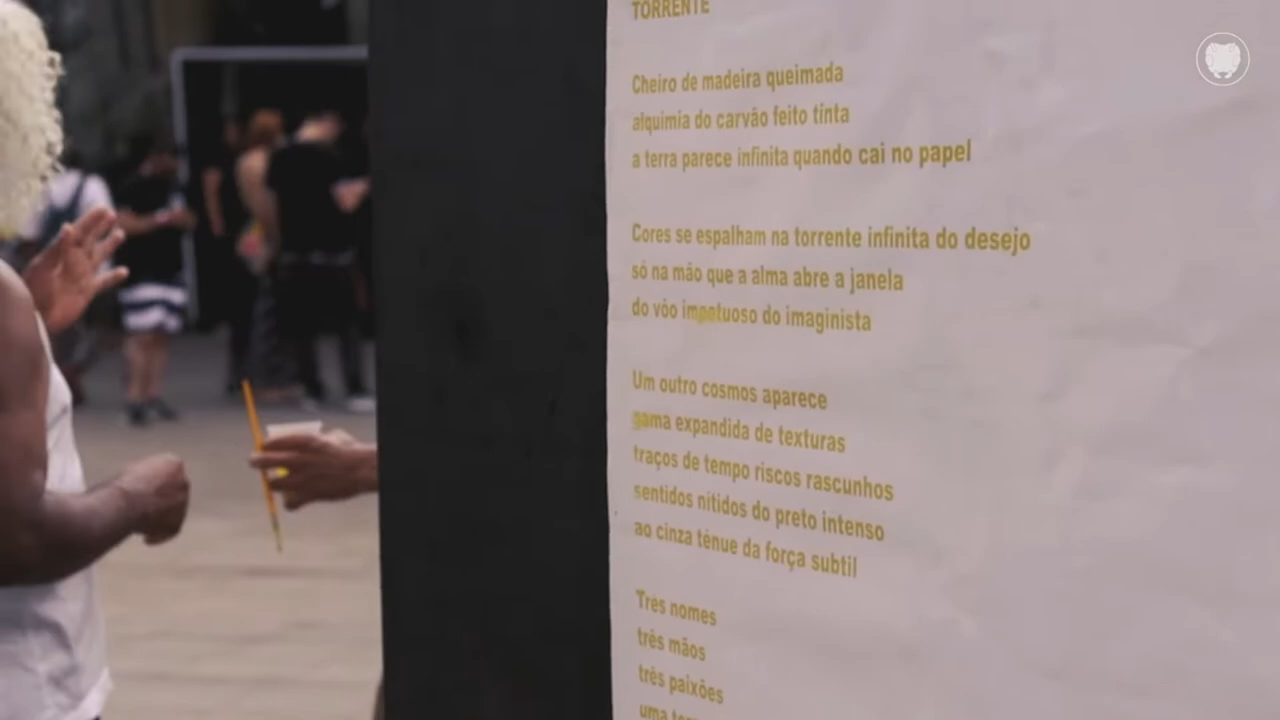 TORRENTE
Cheiro de madeira queimada
alquimia do carvão feito tinta
a terra parece infinita quando cai no papel
Cores se espalham na torrente infinita do desejo
só na mão que a alma abre a janela
do vôo impetuoso do imaginista
Um outro cosmos aparece
gama expandida de texturas
traços de tempo riscos rascunhos
sentidos nítidos do preto intenso
ao cinza ténue da força subtil
Três nomes
três mãos
três paixões
uma